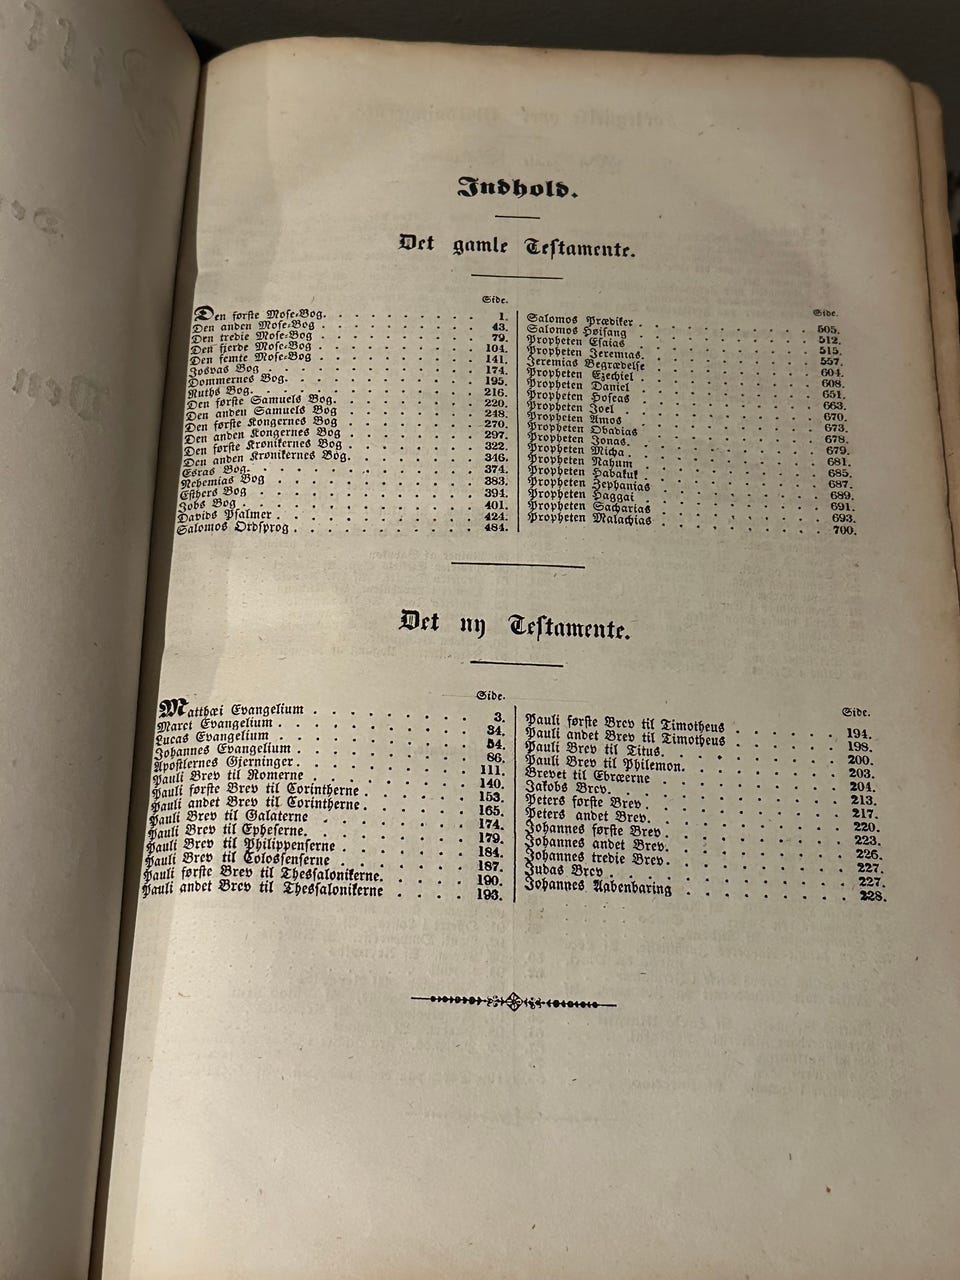 Indhold.
Det gamle Testamente.
Side.
Den første Mose-Bog. 1.
Den anden Mose-Bog 43.
Den tredie Mose-Bog 79.
Den fjerde Mose-Bog 104.
Den femte Mose-Bog 141.
Josvas Bog 174.
Dommernes Bog. 195.
Ruths Bog. 216.
Den første Samuels Bog. 220.
Den anden Samuels Bog 248.
Den første Kongernes Bog 270.
Den anden Kongernes Bog 297.
Den første Krønikernes Bog 322.
Den anden Krønikernes Bog. 346.
Esras Bog. 374.
Nehemias Bog 383.
Esthers Bog 394.
Jobs Bog 401.
Davids Psalmer 424.
Salomos Ordsprog 484.
Side.
Salomos Prædiker 505.
Salomos Høisang 512.
Propheten Esaias 515.
Propheten Jeremias. 557.
Jeremias Begrædelse 604.
Propheten Ezechiel 608.
Propheten Daniel 651.
Propheten Hoseas 663.
Propheten Joel 670.
Propheten Amos 673.
Propheten Obadias 678.
Propheten Jonas. 679.
Propheten Micha 681.
Propheten Nahum 685.
Propheten Habakuk 687.
Propheten Zephanias 689.
Propheten Haggai 691.
Propheten Sacharias 693.
Propheten Malachias 700.
Det ny Testamente.
Side.
Matthæi Evangelium 3.
Marci Evangelium 34.
Lucas Evangelium 54.
Johannes Evangelium 86.
Apostlernes Gjerninger 111.
Pauli Brev til Romerne 140.
Pauli første Brev til Corintherne 153.
Pauli andet Brev til Corintherne 165.
Pauli Brev til Galaterne 174.
Pauli Brev til Epheserne. 179.
Pauli Brev til Philippenserne 184.
Pauli Brev til Colossenserne 187.
Pauli første Brev til Thessalonikerne. 190.
Pauli andet Brev til Thessalonikerne 193.
Side.
Pauli første Brev til Timotheus 194.
Pauli andet Brev til Timotheus 198.
Pauli Brev til Titus. 200.
Pauli Brev til Philemon. 203.
Brevet til Ebræerne 204.
Jakobs Brev. 213.
Peters første Brev. 217.
Peters andet Brev. 220.
Johannes første Brev 223.
Johannes andet Brev. 226.
Johannes tredie Brev. 227.
Judas Brev 227.
Johannes Aabenbaring 228.